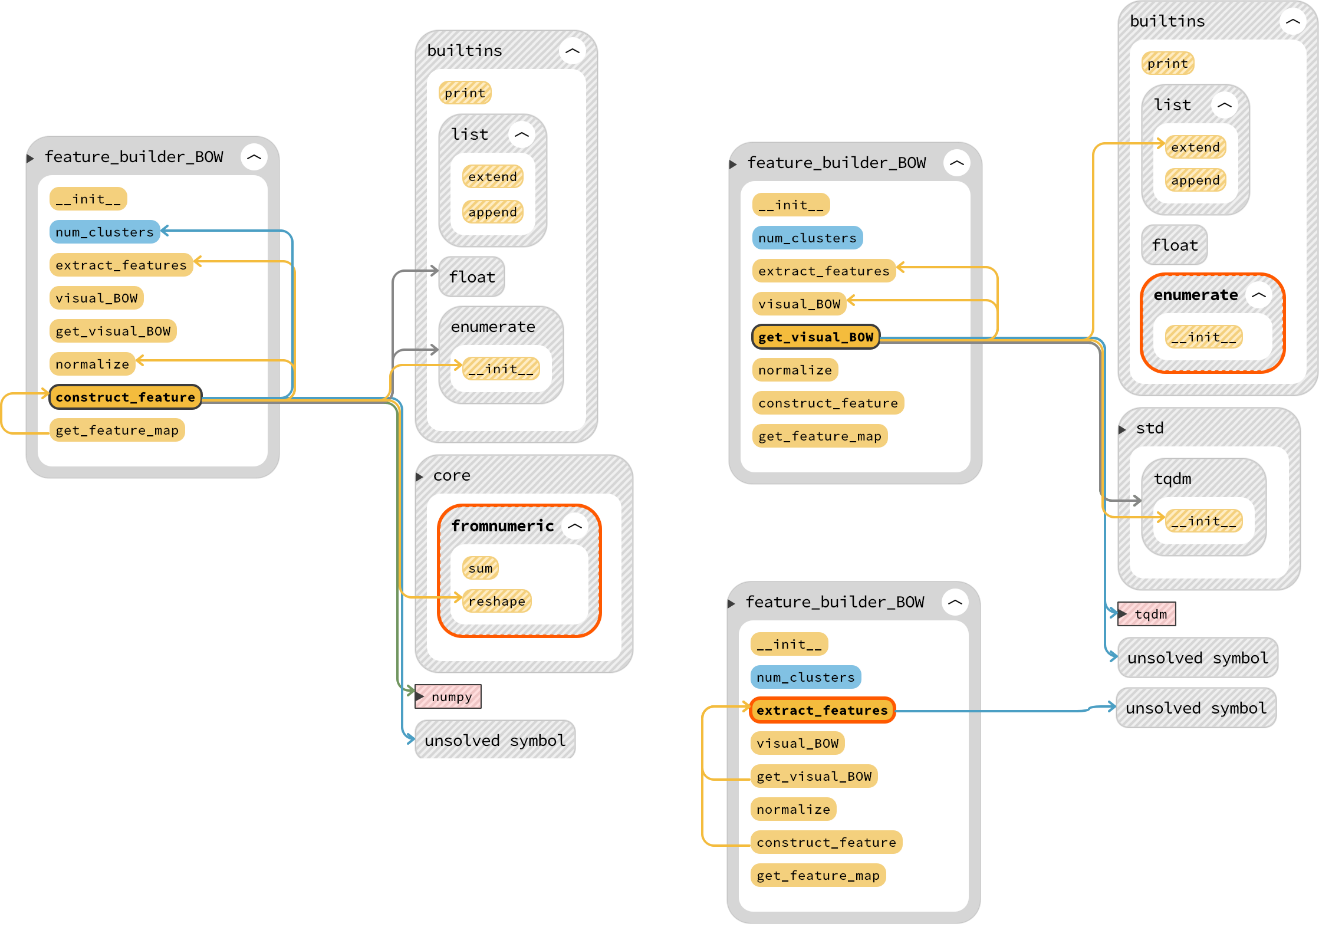 feature_builder_BOW
__init__
num_clusters
extract_features
visual_BOW
get_visual_BOW
normalize
construct_feature
get_feature_map
builtins
print
list
extend
append
float
enumerate
__init__
core
fromnumeric
sum
reshape
numpy
unsolved symbol
feature_builder_BOW
__init__
num_clusters
extract_features
visual_BOW
get_visual_BOW
normalize
construct_feature
get_feature_map
builtins
print
list
extend
append
float
enumerate
__init__
std
tqdm
__init__
tqdm
unsolved symbol
feature_builder_BOW
__init__
num_clusters
extract_features
visual_BOW
get_visual_BOW
normalize
construct_feature
get_feature_map
unsolved symbol